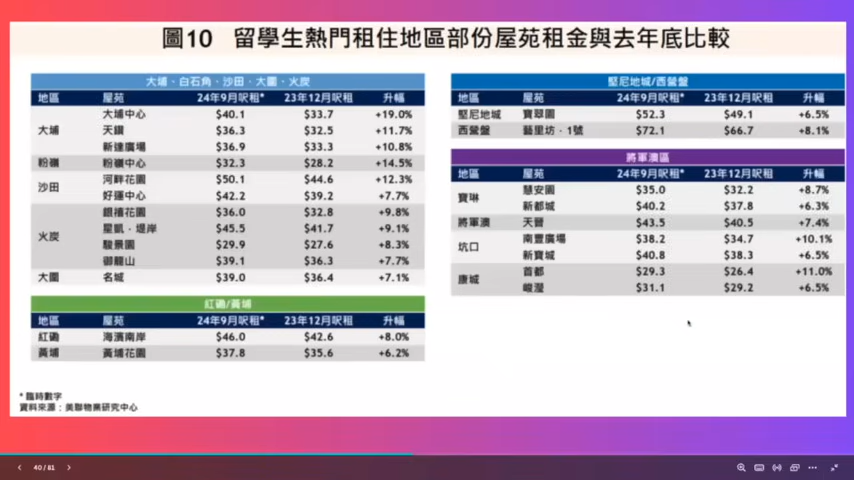 圖10 留學生熱門租住地區部份屋苑租金與去年底比較
大埔、白石角、沙田、大圍、火炭
地區 屋苑 24年9月呎租* 23年12月呎租 升幅
大埔 大埔中心 $40.1 $33.7 +19.0%
天鑽 $36.3 $32.5 +11.7%
新達廣場 $36.9 $33.3 +10.8%
粉嶺 粉嶺中心 $32.3 $28.2 +14.5%
沙田 河畔花園 $50.1 $44.6 +12.3%
好運中心 $42.2 $39.2 +7.7%
火炭 銀禧花園 $36.0 $32.8 +9.8%
星凱·堤岸 $45.5 $41.7 +9.1%
駿景園 $29.9 $27.6 +8.3%
御龍山 $39.1 $36.3 +7.7%
大圍 名城 $39.0 $36.4 +7.1%
紅磡/黃埔
地區 屋苑 24年9月呎租* 23年12月呎租 升幅
紅磡 海濱南岸 $46.0 $42.6 +8.0%
黃埔 黃埔花園 $37.8 $35.6 +6.2%
堅尼地城/西營盤
地區 屋苑 24年9月呎租* 23年12月呎租 升幅
堅尼地城 寶翠園 $52.3 $49.1 +6.5%
西營盤 藝里坊·1號 $72.1 $66.7 +8.1%
將軍澳區
地區 屋苑 24年9月呎租* 23年12月呎租 升幅
寶琳 慧安園 $35.0 $32.2 +8.7%
新都城 $40.2 $37.8 +6.3%
將軍澳 天晉 $43.5 $40.5 +7.4%
坑口 南豐廣場 $38.2 $34.7 +10.1%
新寶城 $40.8 $38.3 +6.5%
康城 首都 $29.3 $26.4 +11.0%
峻瀅 $31.1 $29.2 +6.5%
* 臨時數字
資料來源：美聯物業研究中心
40 / 61